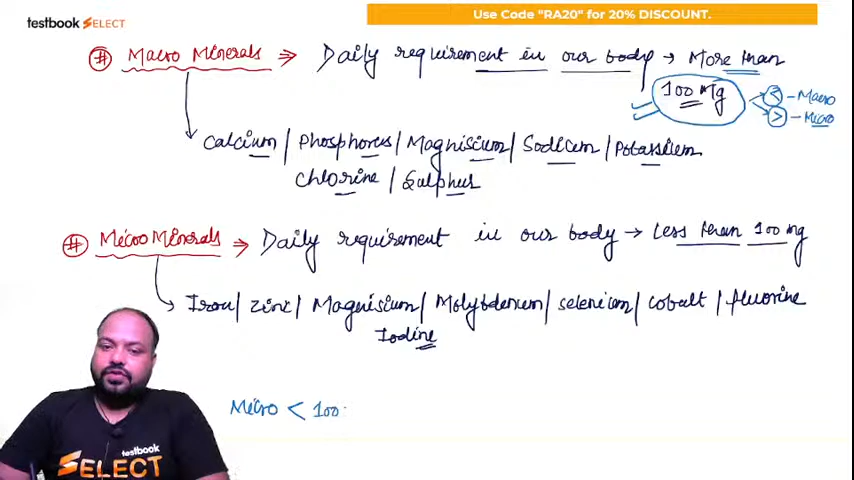 testbook SELECT
Use Code "RA20" for 20% DISCOUNT.
# Macro Minerals ⇒ Daily requirement in our body → More than
100 Mg
< - Macro
> - Micro
Calcium / Phosphorus / Maghisium / Sodium / Potassium
Chlorine / Sulphur
# Micro Minerals ⇒ Daily requirement in our body → Less than 100 mg
Iron / Zinc / Maghisium / Molybdenum / Selenium / Cobalt / fluorine
Iodine
Micro < 100
testbook
SELECT